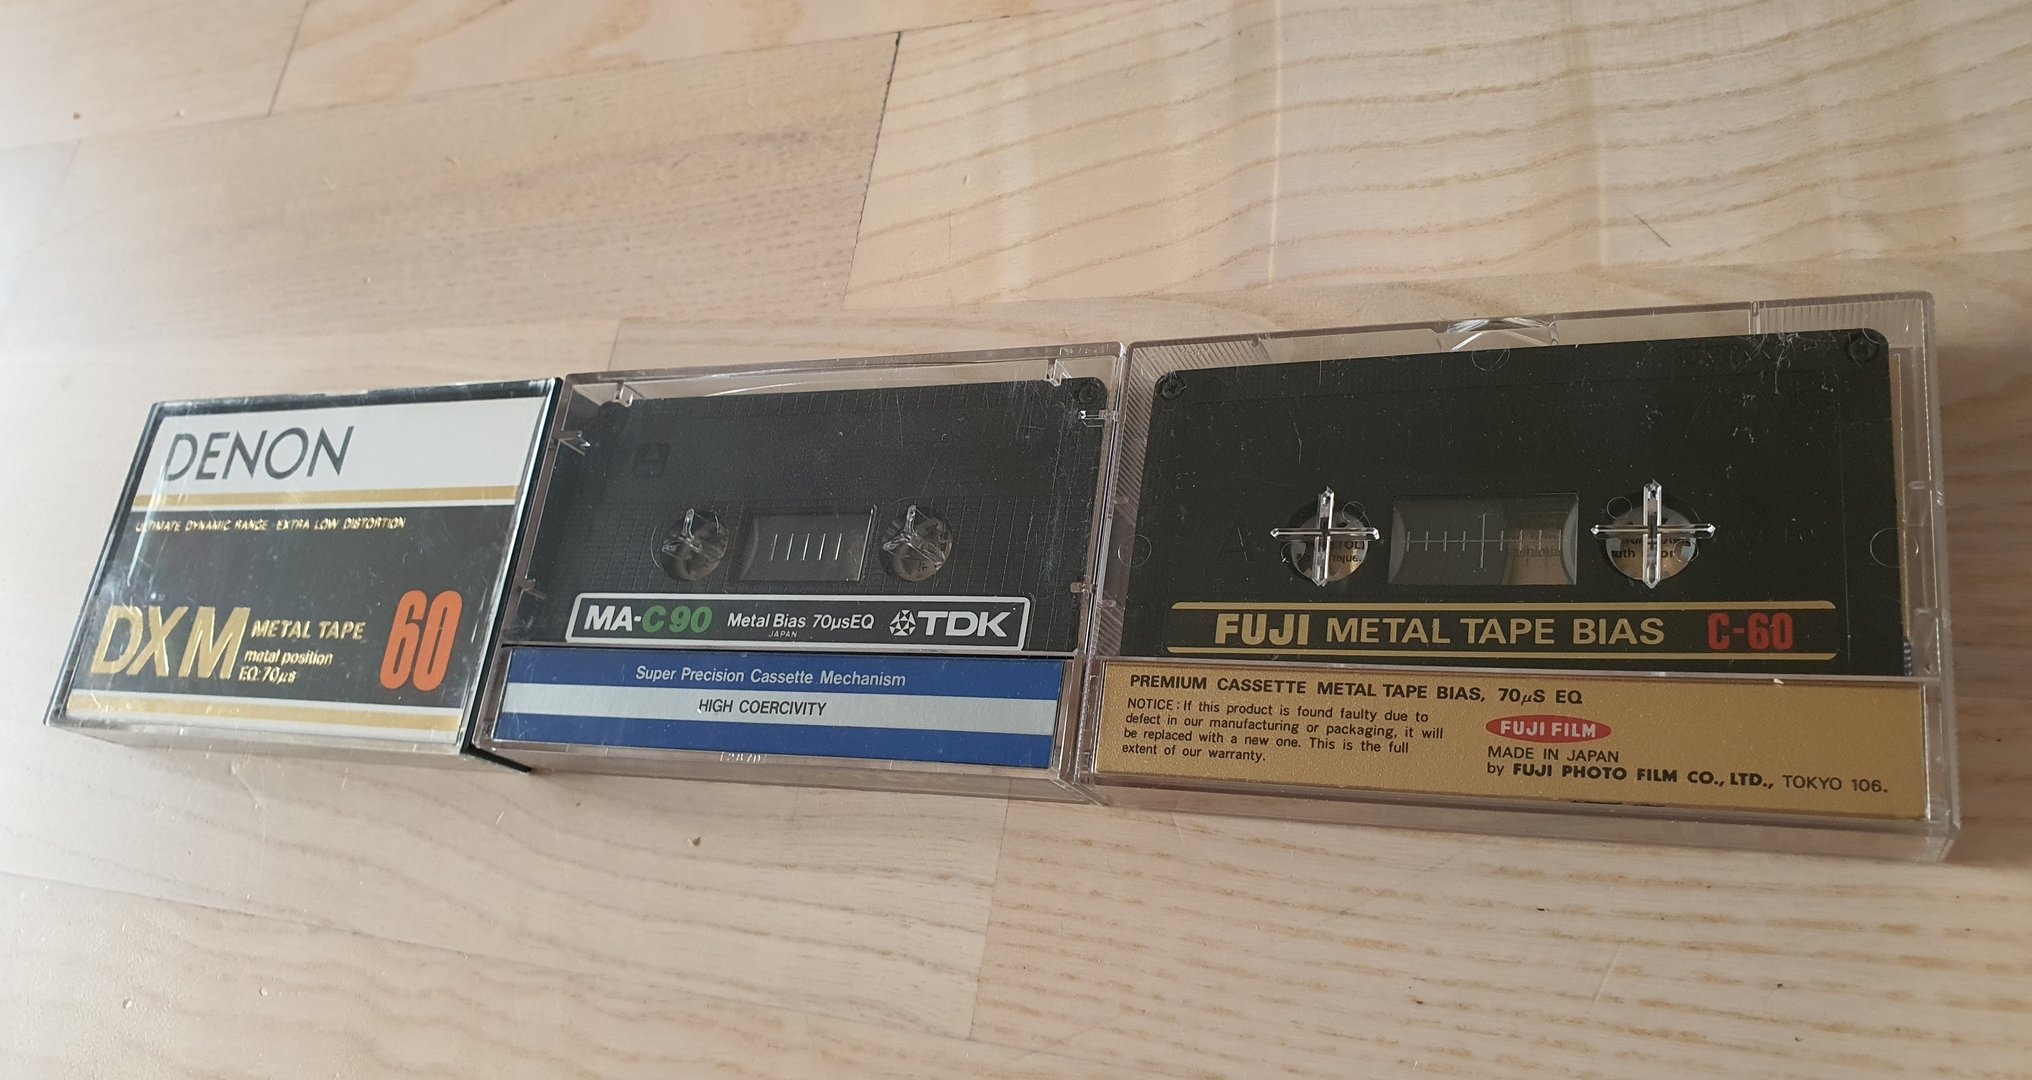 DENON
ULTIMATE DYNAMIC RANGE · EXTRA LOW DISTORTION
DXM METAL TAPE 60
metal position
EQ: 70μs
MA-C90 Metal Bias 70μsEQ TDK
JAPAN
Super Precision Cassette Mechanism
HIGH COERCIVITY
FUJI METAL TAPE BIAS C-60
PREMIUM CASSETTE METAL TAPE BIAS, 70μS EQ
NOTICE: If this product is found faulty due to
defect in our manufacturing or packaging, it will
be replaced with a new one. This is the full
extent of our warranty.
FUJI FILM
MADE IN JAPAN
by FUJI PHOTO FILM CO., LTD., TOKYO 106.